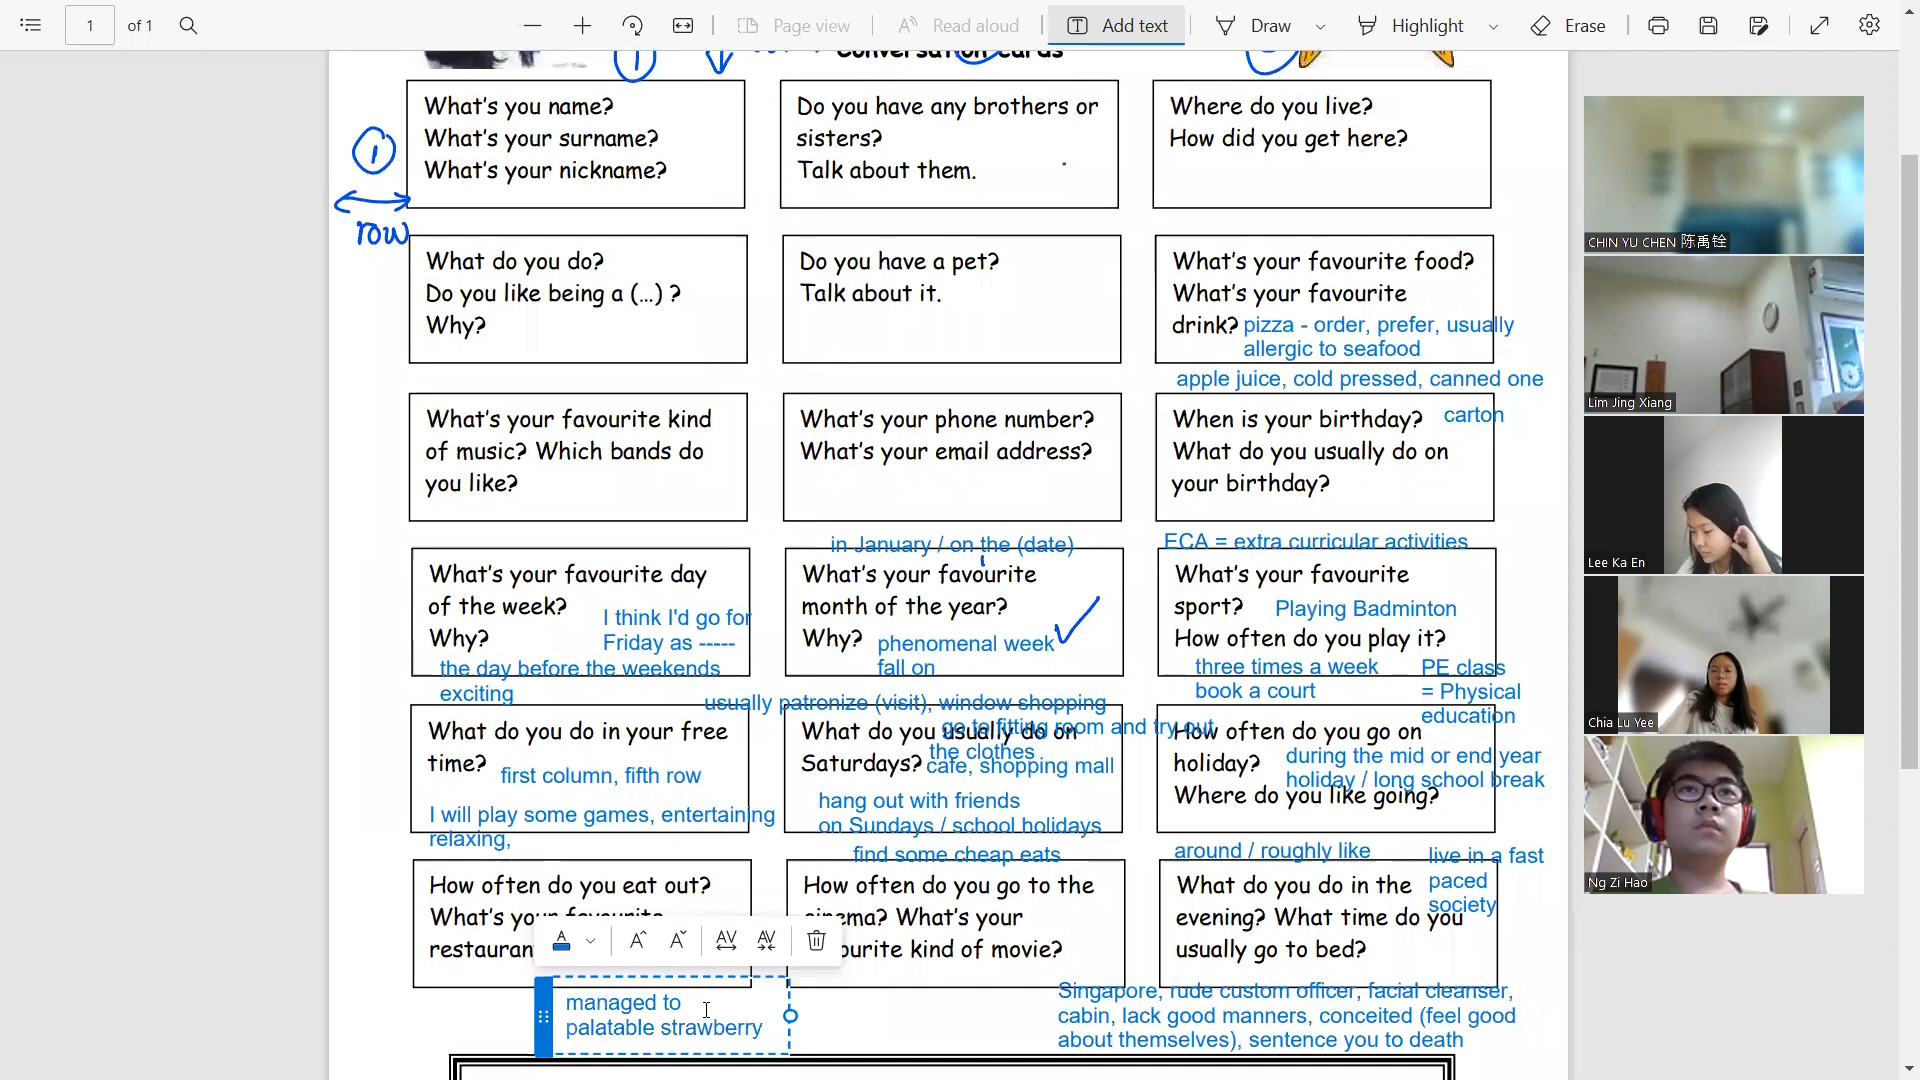 1
of 1
Page view
Read aloud
Add text
Draw
Highlight
Erase
1
Conversation Cards
1
row
What's you name?
What's your surname?
What's your nickname?
Do you have any brothers or
sisters?
Talk about them.
Where do you live?
How did you get here?
What do you do?
Do you like being a (...) ?
Why?
Do you have a pet?
Talk about it.
What's your favourite food?
What's your favourite
drink?
pizza - order, prefer, usually
allergic to seafood
apple juice, cold pressed, canned one
carton
What's your favourite kind
of music? Which bands do
you like?
What's your phone number?
What's your email address?
When is your birthday?
What do you usually do on
your birthday?
in January / on the (date)
ECA = extra curricular activities
What's your favourite day
of the week?
Why?
I think I'd go for
Friday as -----
the day before the weekends
exciting
What's your favourite
month of the year?
Why?
phenomenal week
fall on
What's your favourite
sport?
Playing Badminton
How often do you play it?
three times a week
book a court
PE class
= Physical
education
usually patronize (visit), window shopping
go to fitting room and try out
the clothes
What do you do in your free
time?
first column, fifth row
I will play some games, entertaining
relaxing,
What do you usually do on
Saturdays?
cafe, shopping mall
hang out with friends
on Sundays / school holidays
find some cheap eats
How often do you go on
holiday?
Where do you like going?
during the mid or end year
holiday / long school break
around / roughly like
live in a fast
paced
society
How often do you eat out?
What's your favourite
restauran
How often do you go to the
cinema? What's your
ourite kind of movie?
What do you do in the
evening? What time do you
usually go to bed?
managed to
palatable strawberry
Singapore, rude custom officer, facial cleanser,
cabin, lack good manners, conceited (feel good
about themselves), sentence you to death
CHIN YU CHEN 陈禹铨
Lim Jing Xiang
Lee Ka En
Chia Lu Yee
Ng Zi Hao